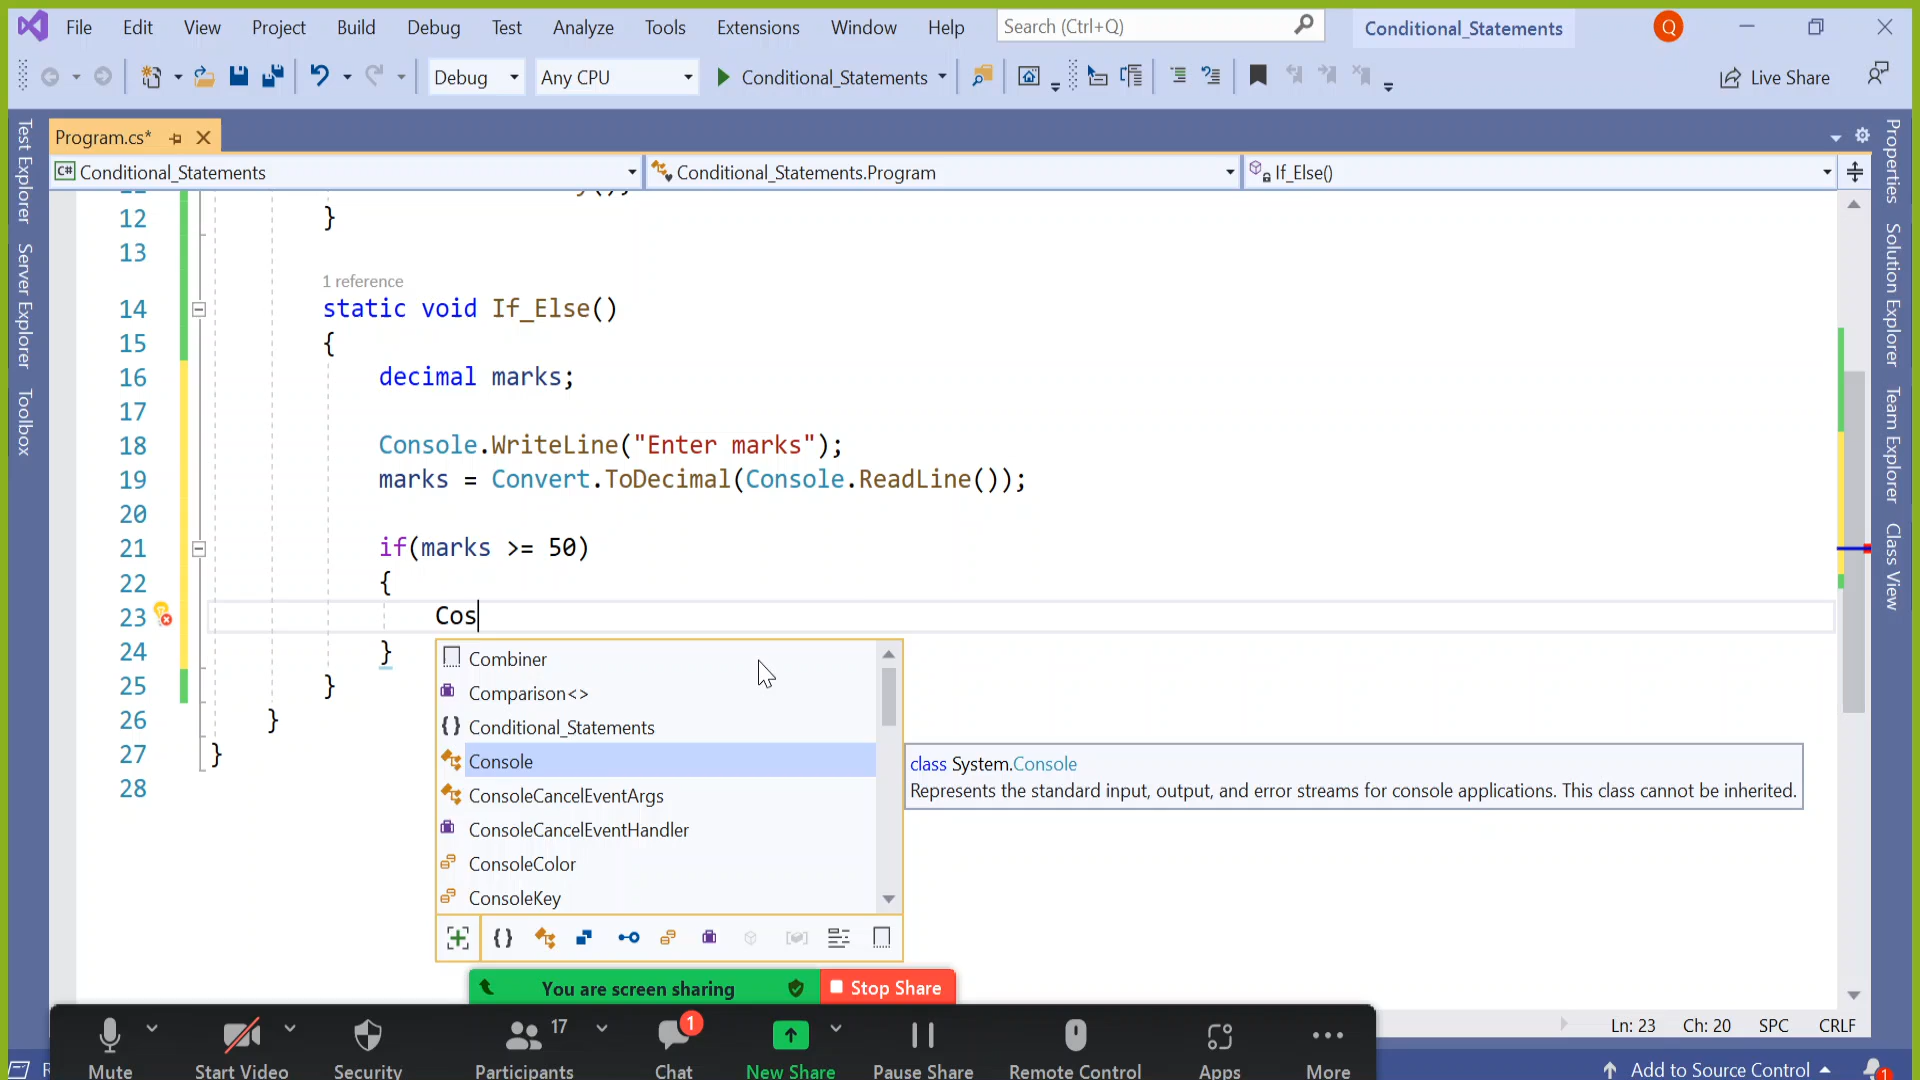 File Edit View Project Build Debug Test Analyze Tools Extensions Window Help Search (Ctrl+Q) Conditional_Statements Q
Debug Any CPU Conditional_Statements Live Share
Program.cs*
C# Conditional_Statements Conditional_Statements.Program If_Else()
Test Explorer
Server Explorer
Toolbox
Properties
Solution Explorer
Team Explorer
Class View
12 }
13
1 reference
14 static void If_Else()
15 {
16 decimal marks;
17
18 Console.WriteLine("Enter marks");
19 marks = Convert.ToDecimal(Console.ReadLine());
20
21 if(marks >= 50)
22 {
23 Cos
24 }
25 }
26 }
27 }
28
Combiner
Comparison<>
{} Conditional_Statements
Console
ConsoleCancelEventArgs
ConsoleCancelEventHandler
ConsoleColor
ConsoleKey
class System.Console
Represents the standard input, output, and error streams for console applications. This class cannot be inherited.
You are screen sharing Stop Share
Ln: 23 Ch: 20 SPC CRLF
17 1
Mute Start Video Security Participants Chat New Share Pause Share Remote Control Apps More
Add to Source Control 1